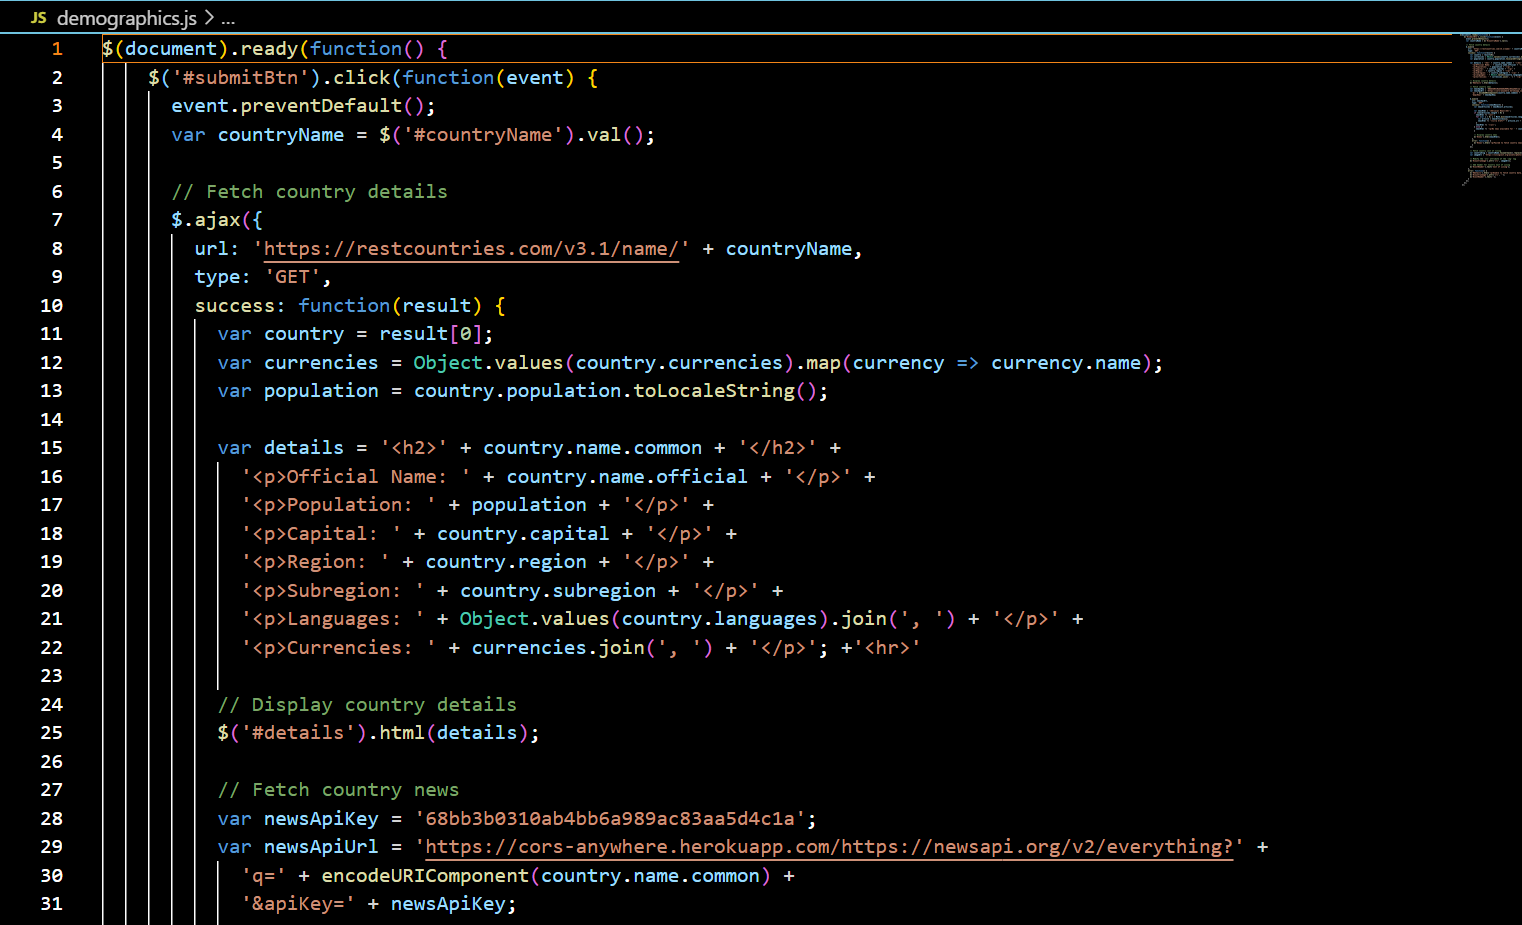 JS demographics.js > ...
1 $(document).ready(function() {
2 $('#submitBtn').click(function(event) {
3 event.preventDefault();
4 var countryName = $('#countryName').val();
5
6 // Fetch country details
7 $.ajax({
8 url: 'https://restcountries.com/v3.1/name/' + countryName,
9 type: 'GET',
10 success: function(result) {
11 var country = result[0];
12 var currencies = Object.values(country.currencies).map(currency => currency.name);
13 var population = country.population.toLocaleString();
14
15 var details = '<h2>' + country.name.common + '</h2>' +
16 '<p>Official Name: ' + country.name.official + '</p>' +
17 '<p>Population: ' + population + '</p>' +
18 '<p>Capital: ' + country.capital + '</p>' +
19 '<p>Region: ' + country.region + '</p>' +
20 '<p>Subregion: ' + country.subregion + '</p>' +
21 '<p>Languages: ' + Object.values(country.languages).join(', ') + '</p>' +
22 '<p>Currencies: ' + currencies.join(', ') + '</p>'; +'<hr>'
23
24 // Display country details
25 $('#details').html(details);
26
27 // Fetch country news
28 var newsApiKey = '68bb3b0310ab4bb6a989ac83aa5d4c1a';
29 var newsApiUrl = 'https://cors-anywhere.herokuapp.com/https://newsapi.org/v2/everything?' +
30 'q=' + encodeURIComponent(country.name.common) +
31 '&apiKey=' + newsApiKey;